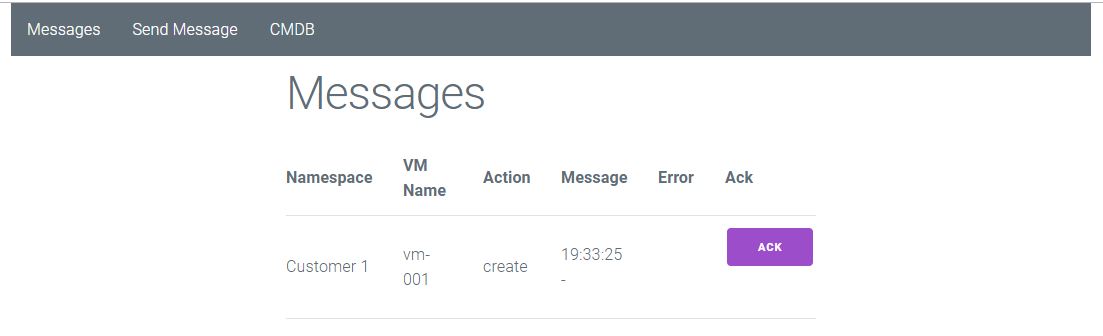 Messages Send Message CMDB
Messages
Namespace VM Name Action Message Error Ack
Customer 1 vm-001 create 19:33:25 - ACK